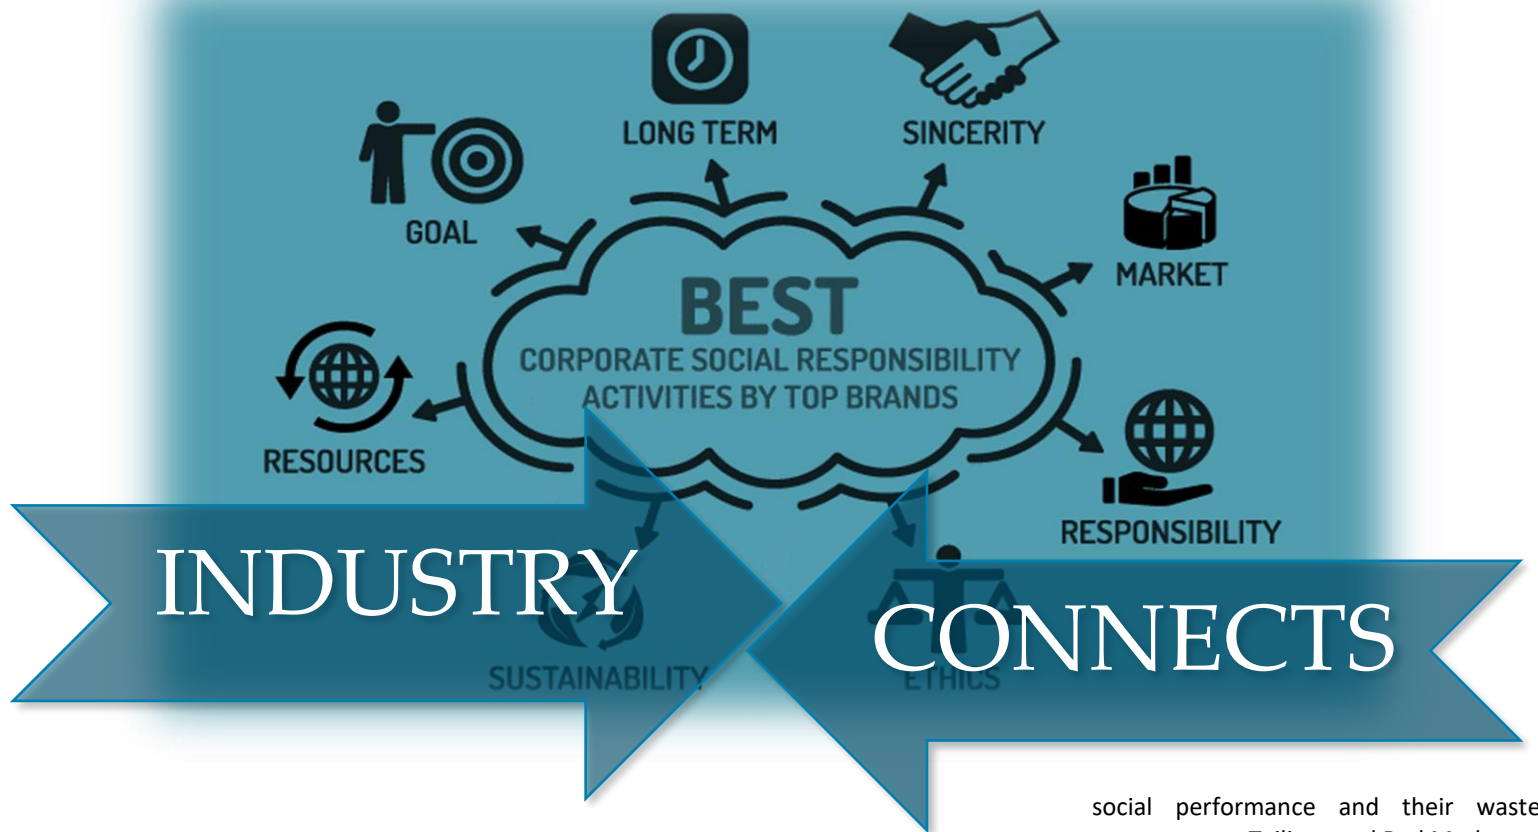 LONG TERM
SINCERITY
GOAL
MARKET
BEST
CORPORATE SOCIAL RESPONSIBILITY
ACTIVITIES BY TOP BRANDS
RESOURCES
RESPONSIBILITY
INDUSTRY
CONNECTS
SUSTAINABILITY
ETHICS
social performance and their waste